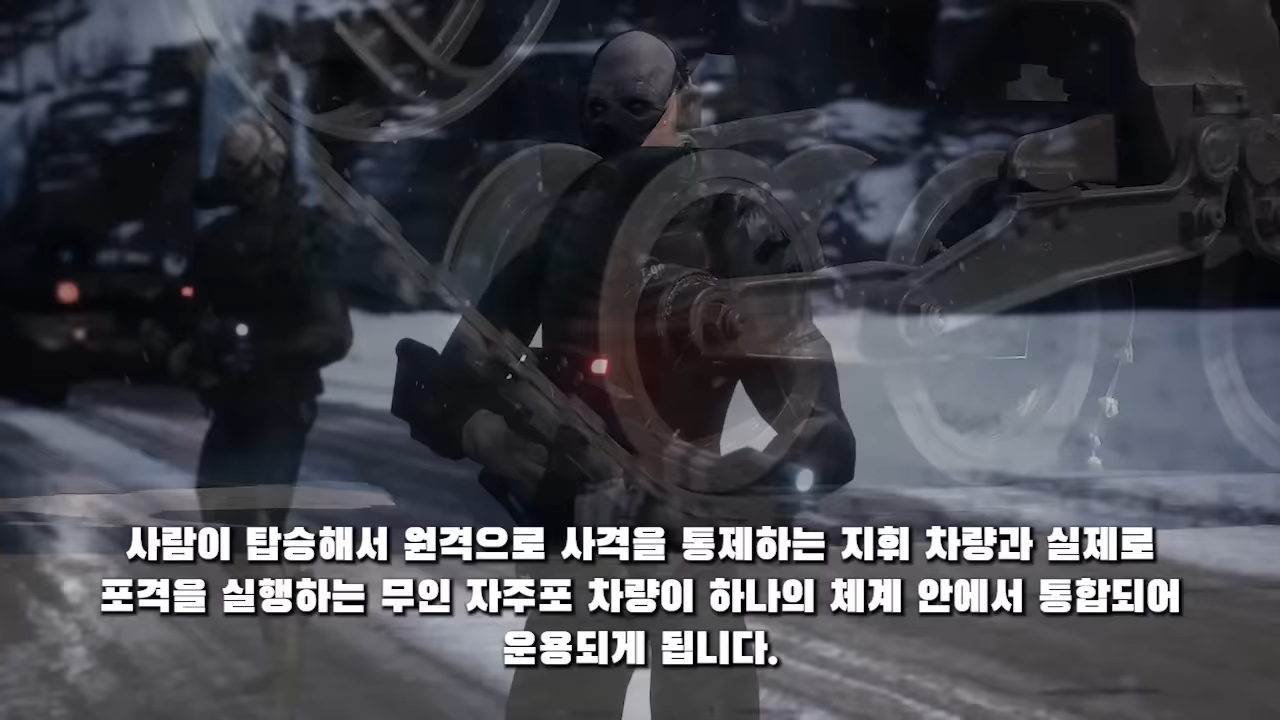 사람이 탑승해서 원격으로 사격을 통제하는 지휘 차량과 실제로
포격을 실행하는 무인 자주포 차량이 하나의 체계 안에서 통합되어
운용되게 됩니다.